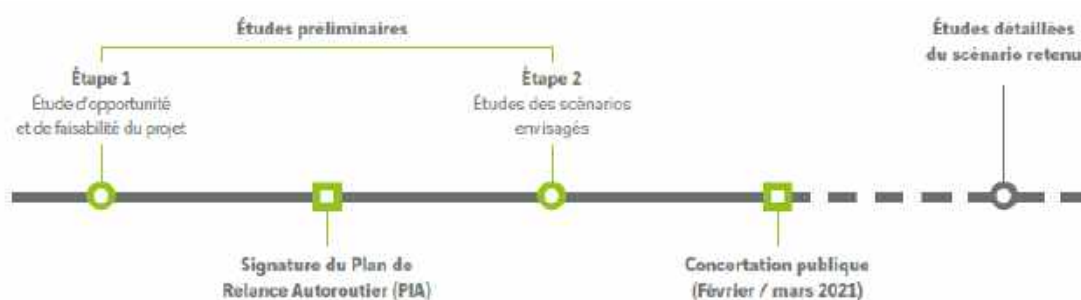 Études préliminaires
Étape 1
Étude d'opportunité
et de faisabilité du projet
Étape 2
Études des scénarios
envisagés
Études détaillées
du scénario retenu
Signature du Plan de
Relance Autoroutier (PIA)
Concertation publique
(Février / mars 2021)